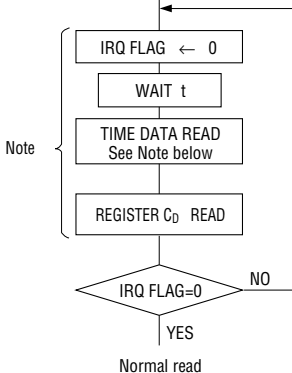 IRQ FLAG ← 0
WAIT t
TIME DATA READ
See Note below
Note
REGISTER CD READ
IRQ FLAG=0
NO
YES
Normal read